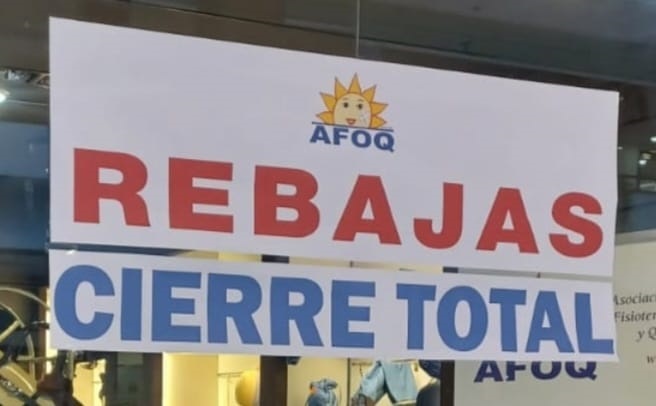 AFOQ
REBAJAS
CIERRE TOTAL
AFOQ